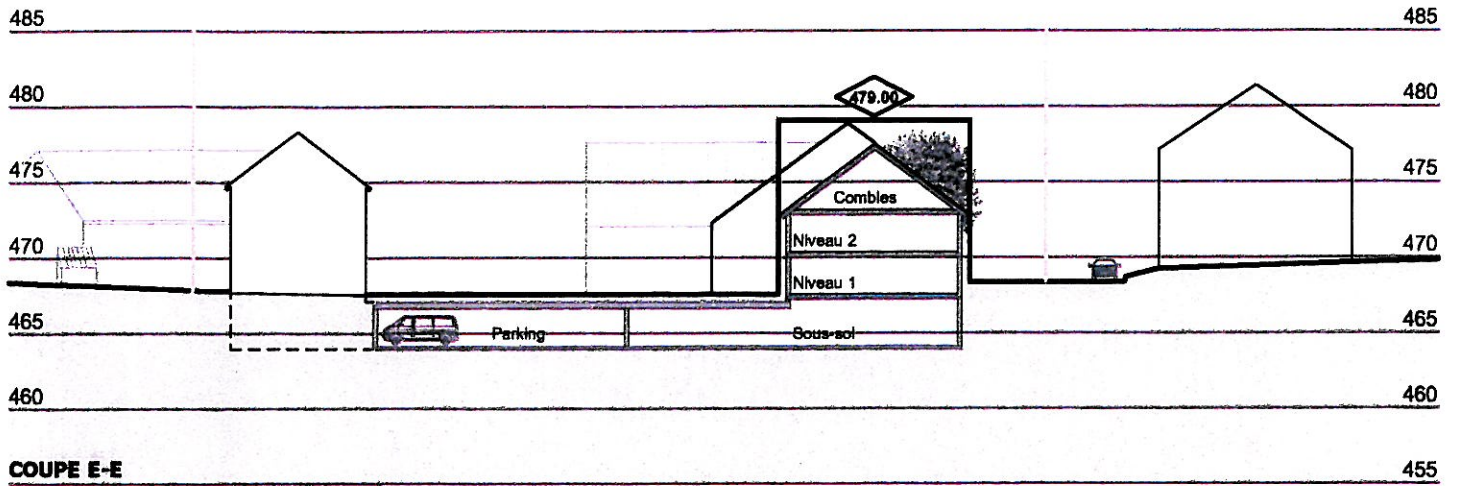 485 485
480 479.00 480
475 475
Combles
Niveau 2
470 470
Niveau 1
465 Parking Sous-sol 465
460 460
COUPE E-E 455